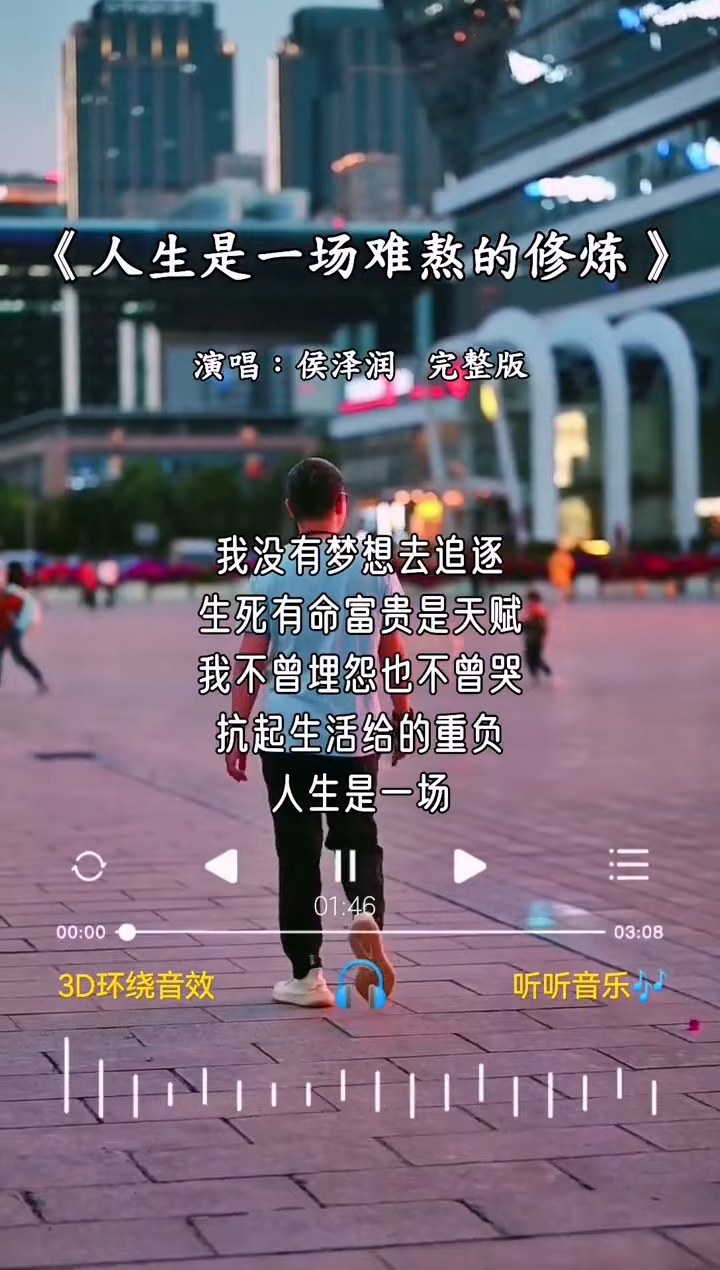 《人生是一场难熬的修炼》
演唱：侯泽润 完整版
我没有梦想去追逐
生死有命富贵是天赋
我不曾埋怨也不曾哭
抗起生活给的重负
人生是一场
01:46
00:00 03:08
3D环绕音效 听听音乐